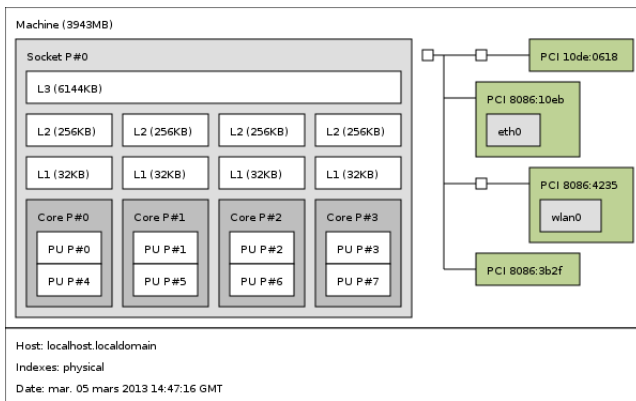 Machine (3943MB)
Socket P#0
L3 (6144KB)
L2 (256KB) L2 (256KB) L2 (256KB) L2 (256KB)
L1 (32KB) L1 (32KB) L1 (32KB) L1 (32KB)
Core P#0 Core P#1 Core P#2 Core P#3
PU P#0 PU P#1 PU P#2 PU P#3
PU P#4 PU P#5 PU P#6 PU P#7
PCI 10de:0618
PCI 8086:10eb
eth0
PCI 8086:4235
wlan0
PCI 8086:3b2f
Host: localhost.localdomain
Indexes: physical
Date: mar. 05 mars 2013 14:47:16 GMT